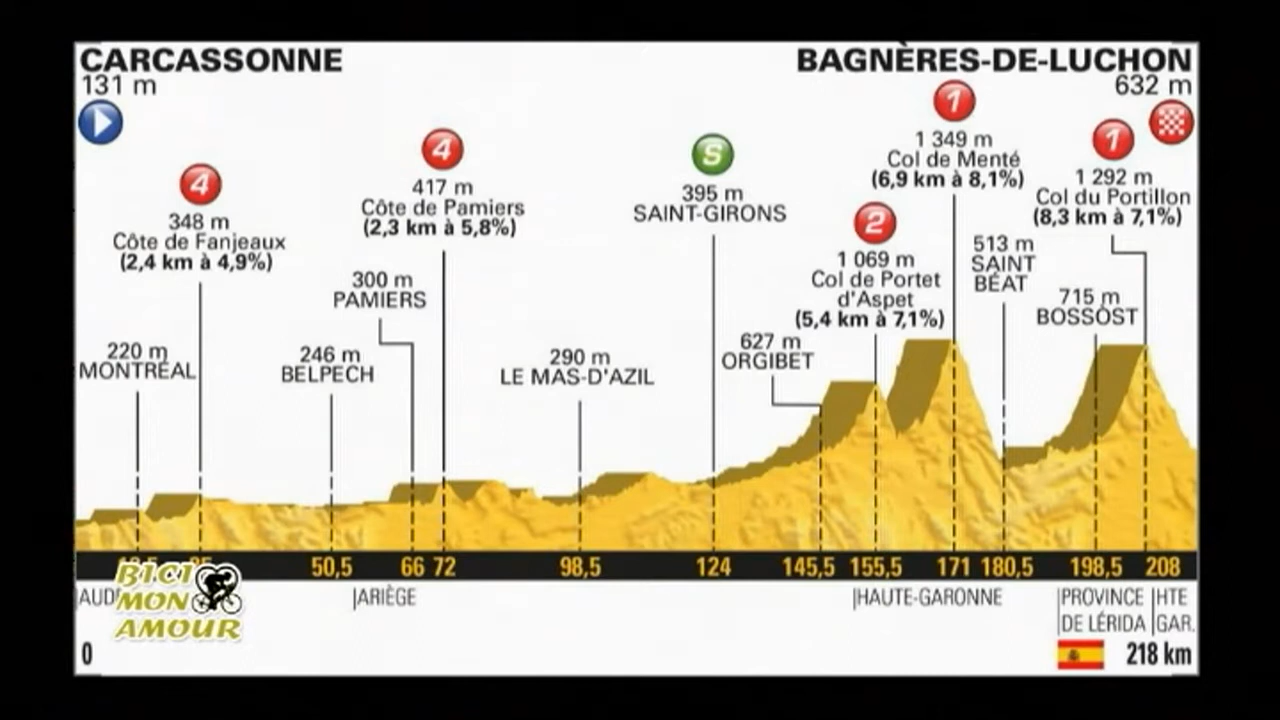 CARCASSONNE
131 m
BAGNÈRES-DE-LUCHON
632 m
1
1 349 m
Col de Menté
(6,9 km à 8,1%)
1
1 292 m
Col du Portillon
(8,3 km à 7,1%)
4
417 m
Côte de Pamiers
(2,3 km à 5,8%)
S
395 m
SAINT-GIRONS
4
348 m
Côte de Fanjeaux
(2,4 km à 4,9%)
2
1 069 m
Col de Portet
d'Aspet
(5,4 km à 7,1%)
513 m
SAINT
BÉAT
300 m
PAMIERS
715 m
BOSSÒST
627 m
ORGIBET
220 m
MONTRÉAL
246 m
BELPECH
290 m
LE MAS-D'AZIL
50,5 66 72 98,5 124 145,5 155,5 171 180,5 198,5 208
BICI
MON
AMOUR
ARIÈGE
HAUTE-GARONNE
PROVINCE
DE LÉRIDA
HTE
GAR.
0
218 km